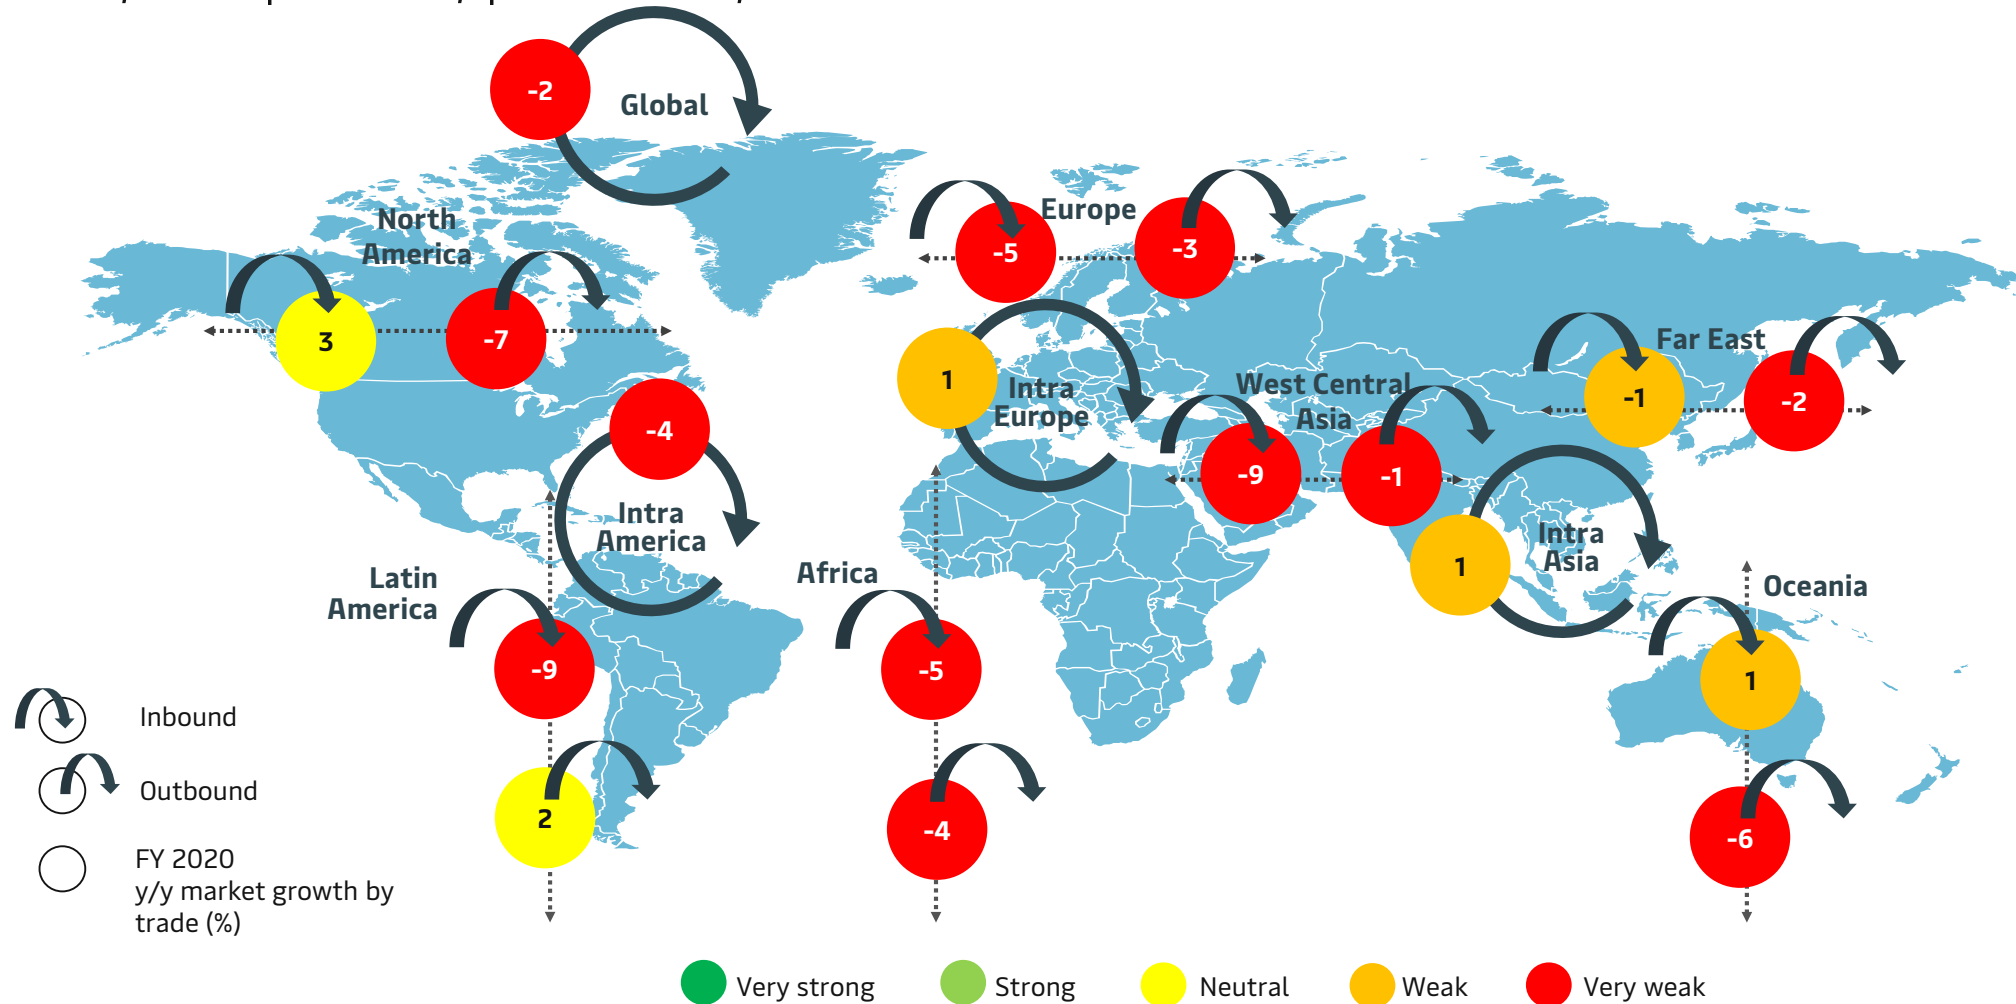 -2
Global
North
America
3
-7
-5
Europe
-3
1
Intra
Europe
-4
Intra
America
West Central
Asia
-9
-1
Far East
-1
-2
1
Intra
Asia
Latin
America
-9
2
Africa
-5
-4
Oceania
1
-6
Inbound
Outbound
FY 2020
y/y market growth by
trade (%)
Very strong
Strong
Neutral
Weak
Very weak